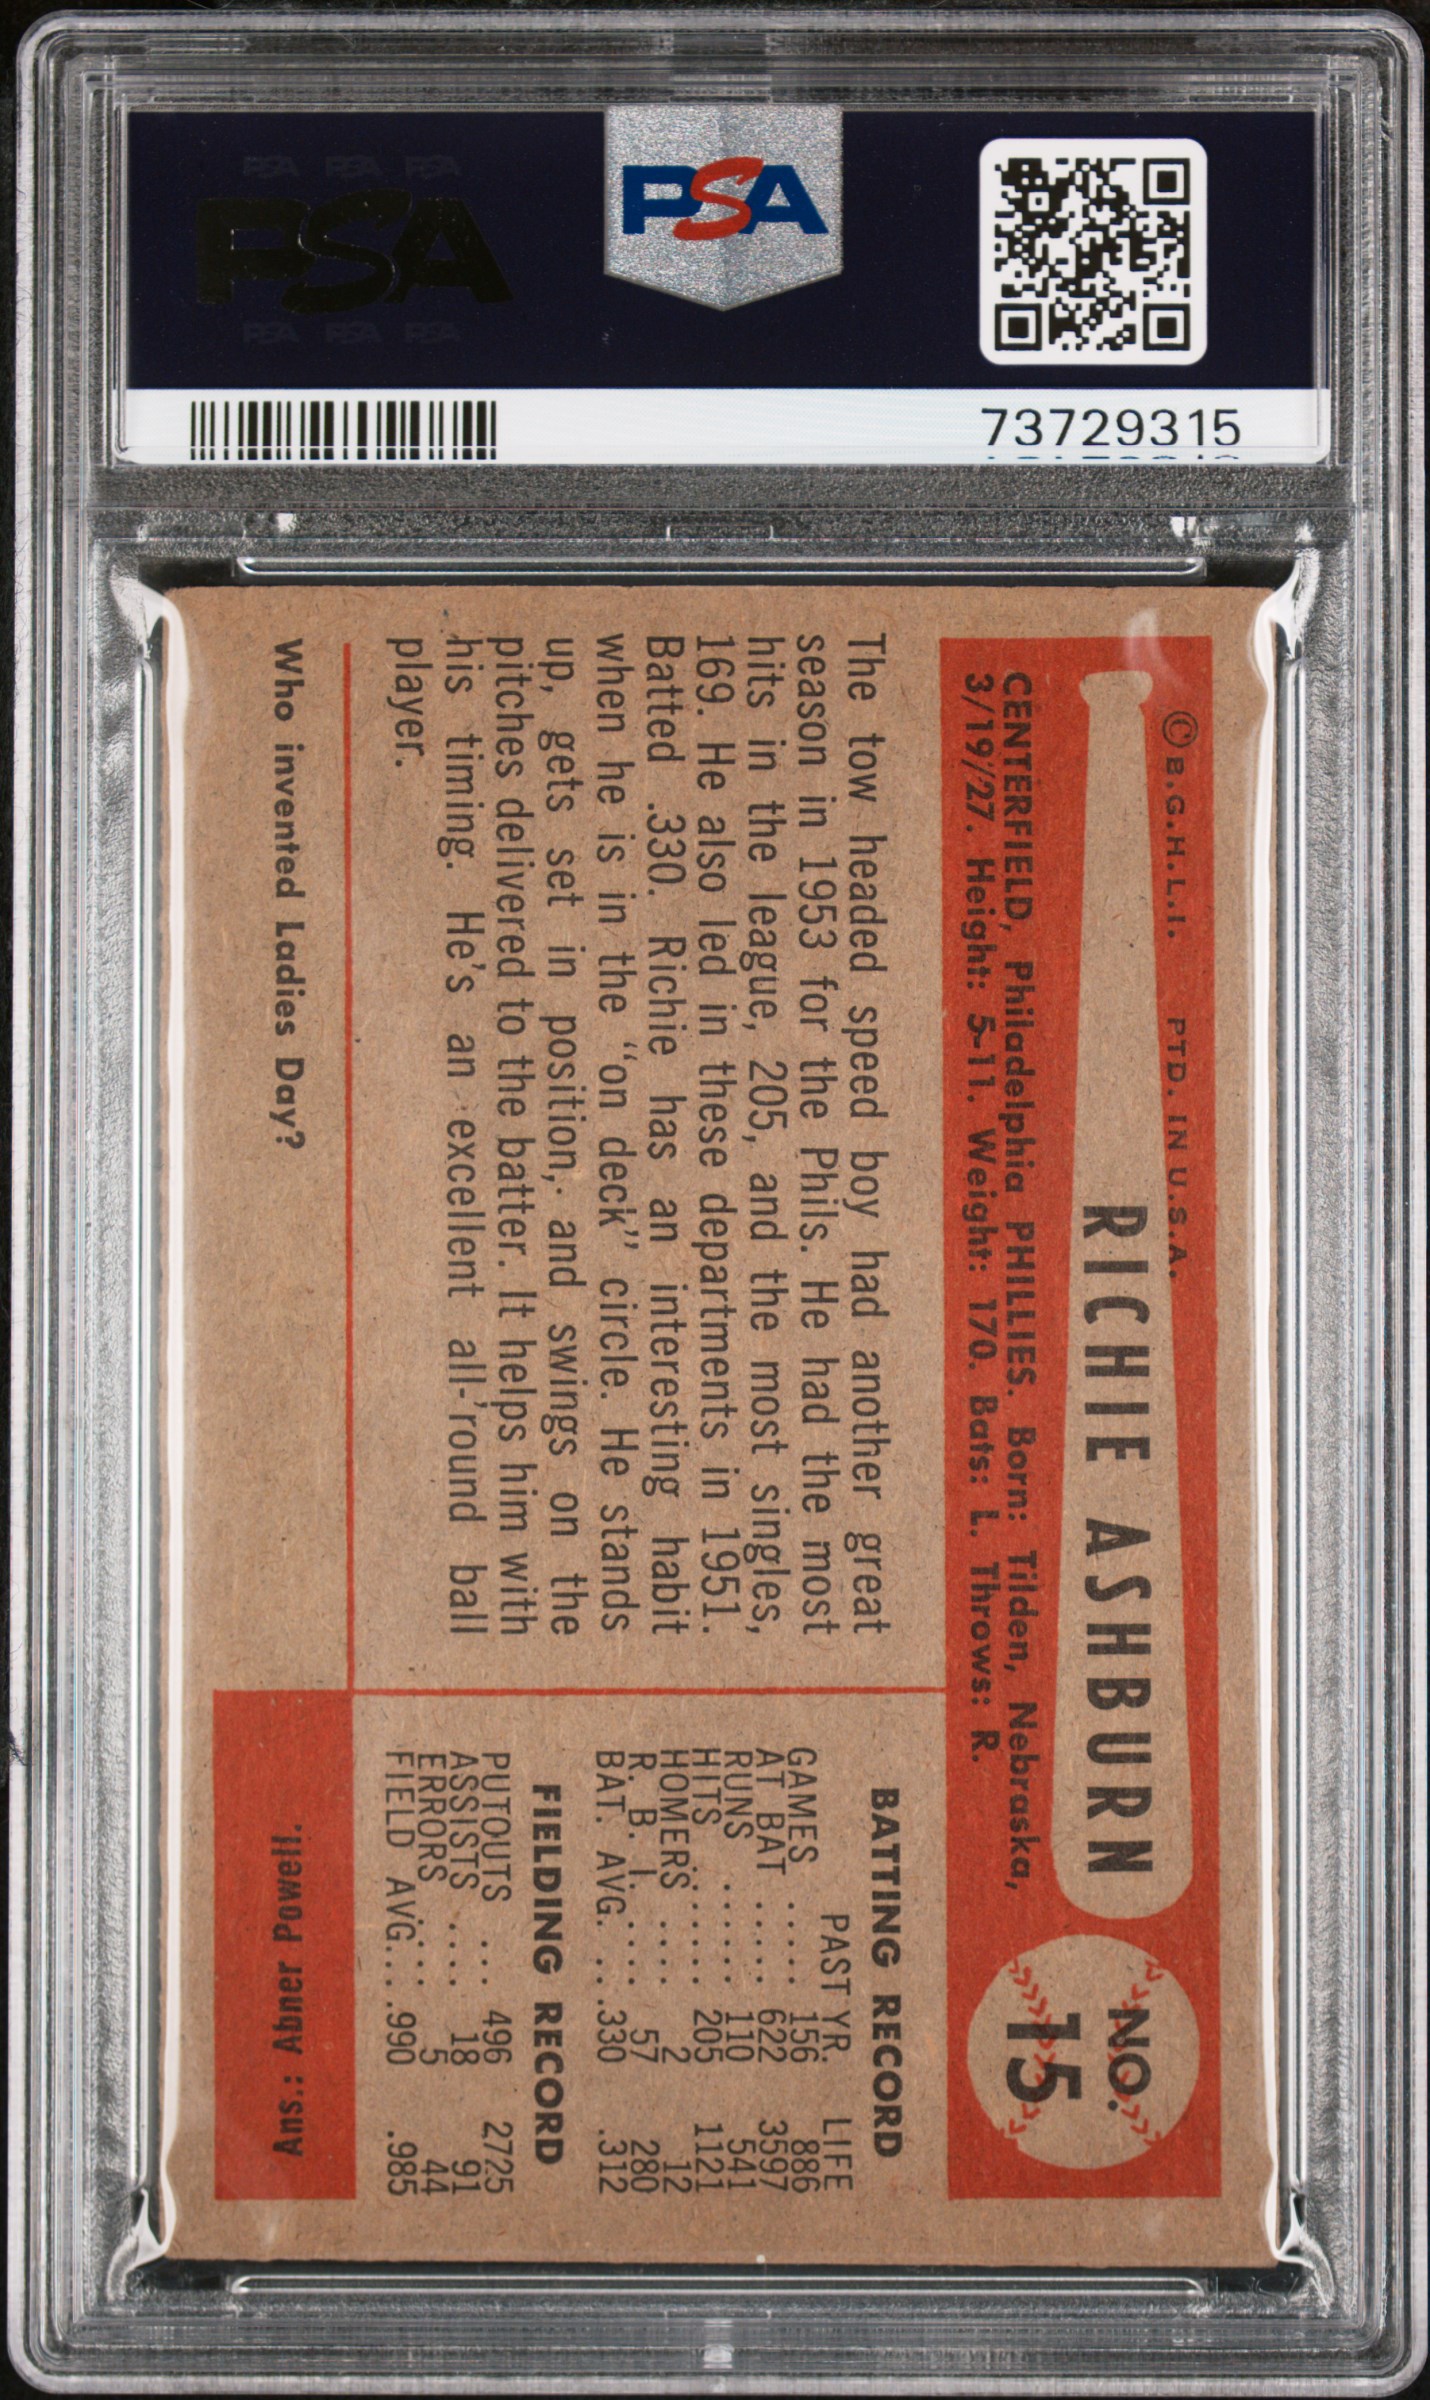 PSA PSA PSA
PSA
PSA PSA PSA
PSA
73729315
© B.G.H.L.I. PTD. IN U.S.A.
RICHIE ASHBURN
NO.
15
CENTERFIELD, Philadelphia PHILLIES. Born: Tilden, Nebraska,
3/19/27. Height: 5-11. Weight: 170. Bats: L. Throws: R.
The tow headed speed boy had another great
season in 1953 for the Phils. He had the most
hits in the league, 205, and the most singles,
169. He also led in these departments in 1951.
Batted .330. Richie has an interesting habit
when he is in the "on deck" circle. He stands
up, gets set in position, and swings on the
pitches delivered to the batter. It helps him with
his timing. He's an excellent all-'round ball
player.
BATTING RECORD
PAST YR. LIFE
GAMES ..... 156 886
AT BAT ..... 622 3597
RUNS ...... 110 541
HITS ...... 205 1121
HOMERS .... 2 12
R. B. I. .... 57 280
BAT. AVG. .. .330 .312
FIELDING RECORD
PUTOUTS ... 496 2725
ASSISTS .... 18 91
ERRORS .... 5 44
FIELD AVG... .990 .985
Who invented Ladies Day?
Ans.: Abner Powell.